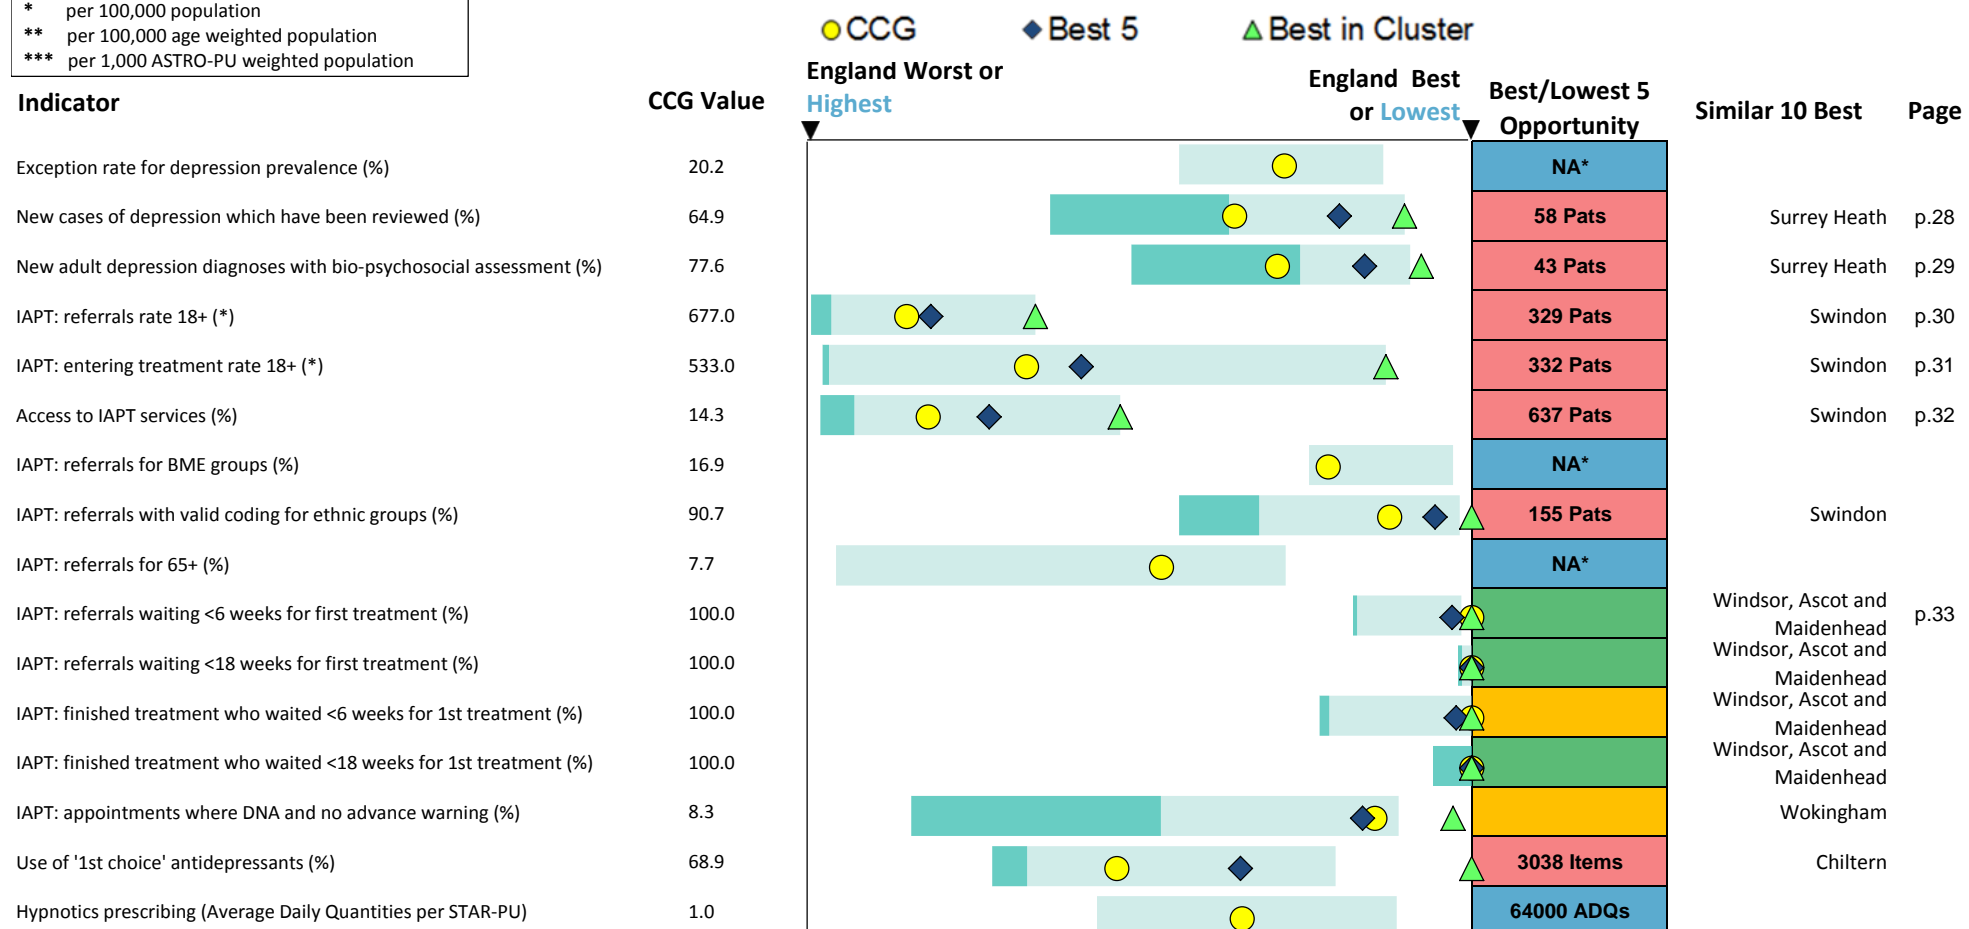 * per 100,000 population
** per 100,000 age weighted population
*** per 1,000 ASTRO-PU weighted population
CCG Best 5 Best in Cluster
Indicator CCG Value England Worst or Highest England Best or Lowest Best/Lowest 5 Opportunity Similar 10 Best Page
Exception rate for depression prevalence (%) 20.2 NA*
New cases of depression which have been reviewed (%) 64.9 58 Pats Surrey Heath p.28
New adult depression diagnoses with bio-psychosocial assessment (%) 77.6 43 Pats Surrey Heath p.29
IAPT: referrals rate 18+ (*) 677.0 329 Pats Swindon p.30
IAPT: entering treatment rate 18+ (*) 533.0 332 Pats Swindon p.31
Access to IAPT services (%) 14.3 637 Pats Swindon p.32
IAPT: referrals for BME groups (%) 16.9 NA*
IAPT: referrals with valid coding for ethnic groups (%) 90.7 155 Pats Swindon
IAPT: referrals for 65+ (%) 7.7 NA*
IAPT: referrals waiting <6 weeks for first treatment (%) 100.0 Windsor, Ascot and Maidenhead p.33
IAPT: referrals waiting <18 weeks for first treatment (%) 100.0 Windsor, Ascot and Maidenhead
IAPT: finished treatment who waited <6 weeks for 1st treatment (%) 100.0 Windsor, Ascot and Maidenhead
IAPT: finished treatment who waited <18 weeks for 1st treatment (%) 100.0 Windsor, Ascot and Maidenhead
IAPT: appointments where DNA and no advance warning (%) 8.3 Wokingham
Use of '1st choice' antidepressants (%) 68.9 3038 Items Chiltern
Hypnotics prescribing (Average Daily Quantities per STAR-PU) 1.0 64000 ADQs